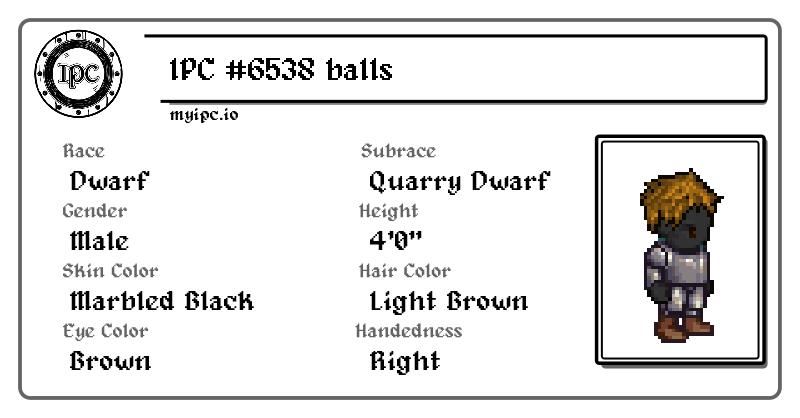 IPC
IPC #6538 balls
myipc.io
Race
Dwarf
Subrace
Quarry Dwarf
Gender
Male
Height
4'0"
Skin Color
Marbled Black
Hair Color
Light Brown
Eye Color
Brown
Handedness
Right